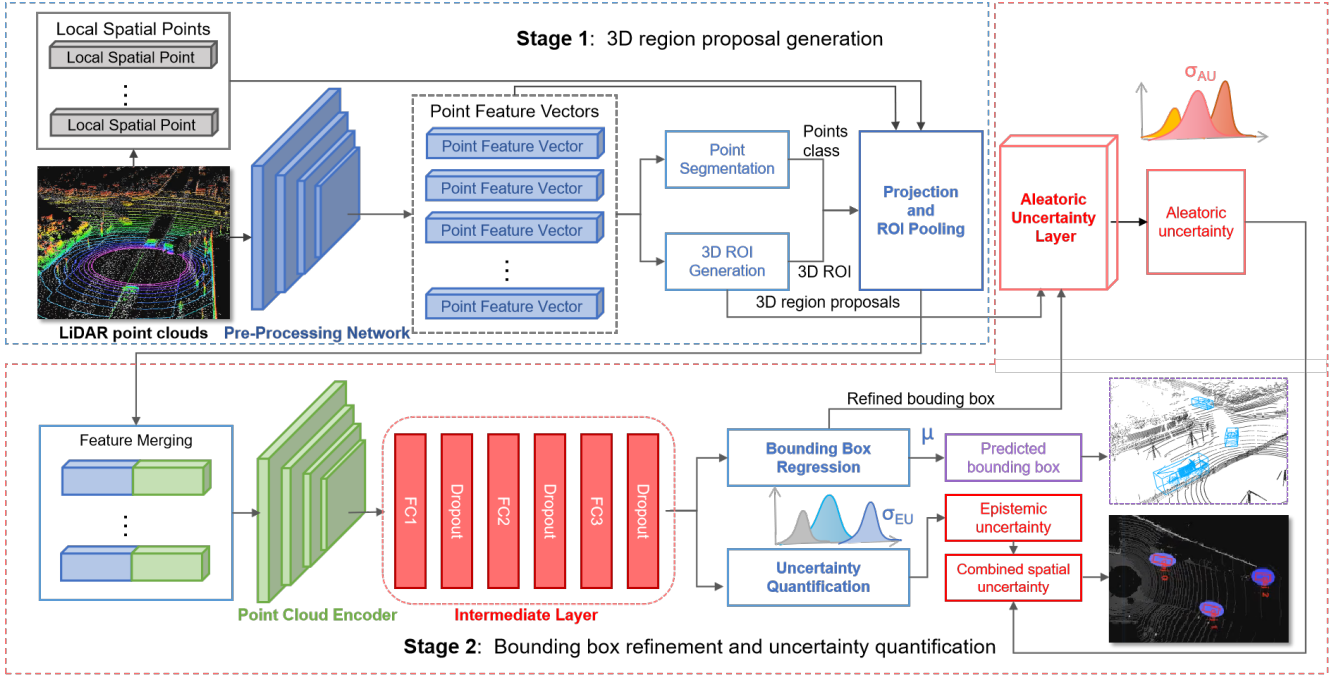 Local Spatial Points
Local Spatial Point
⋮
Local Spatial Point
Stage 1: 3D region proposal generation
Point Feature Vectors
Point Feature Vector
Point Feature Vector
Point Feature Vector
⋮
Point Feature Vector
Point
Segmentation
Points
class
3D ROI
Generation
3D ROI
3D region proposals
Projection
and
ROI Pooling
LiDAR point clouds
Pre-Processing Network
σAU
Aleatoric
Uncertainty
Layer
Aleatoric
uncertainty
Feature Merging
⋮
Point Cloud Encoder
FC1
Dropout
FC2
Dropout
FC3
Dropout
Intermediate Layer
Refined bouding box
Bounding Box
Regression
μ
Predicted
bounding box
σEU
Uncertainty
Quantification
Epistemic
uncertainty
Combined spatial
uncertainty
Stage 2: Bounding box refinement and uncertainty quantification